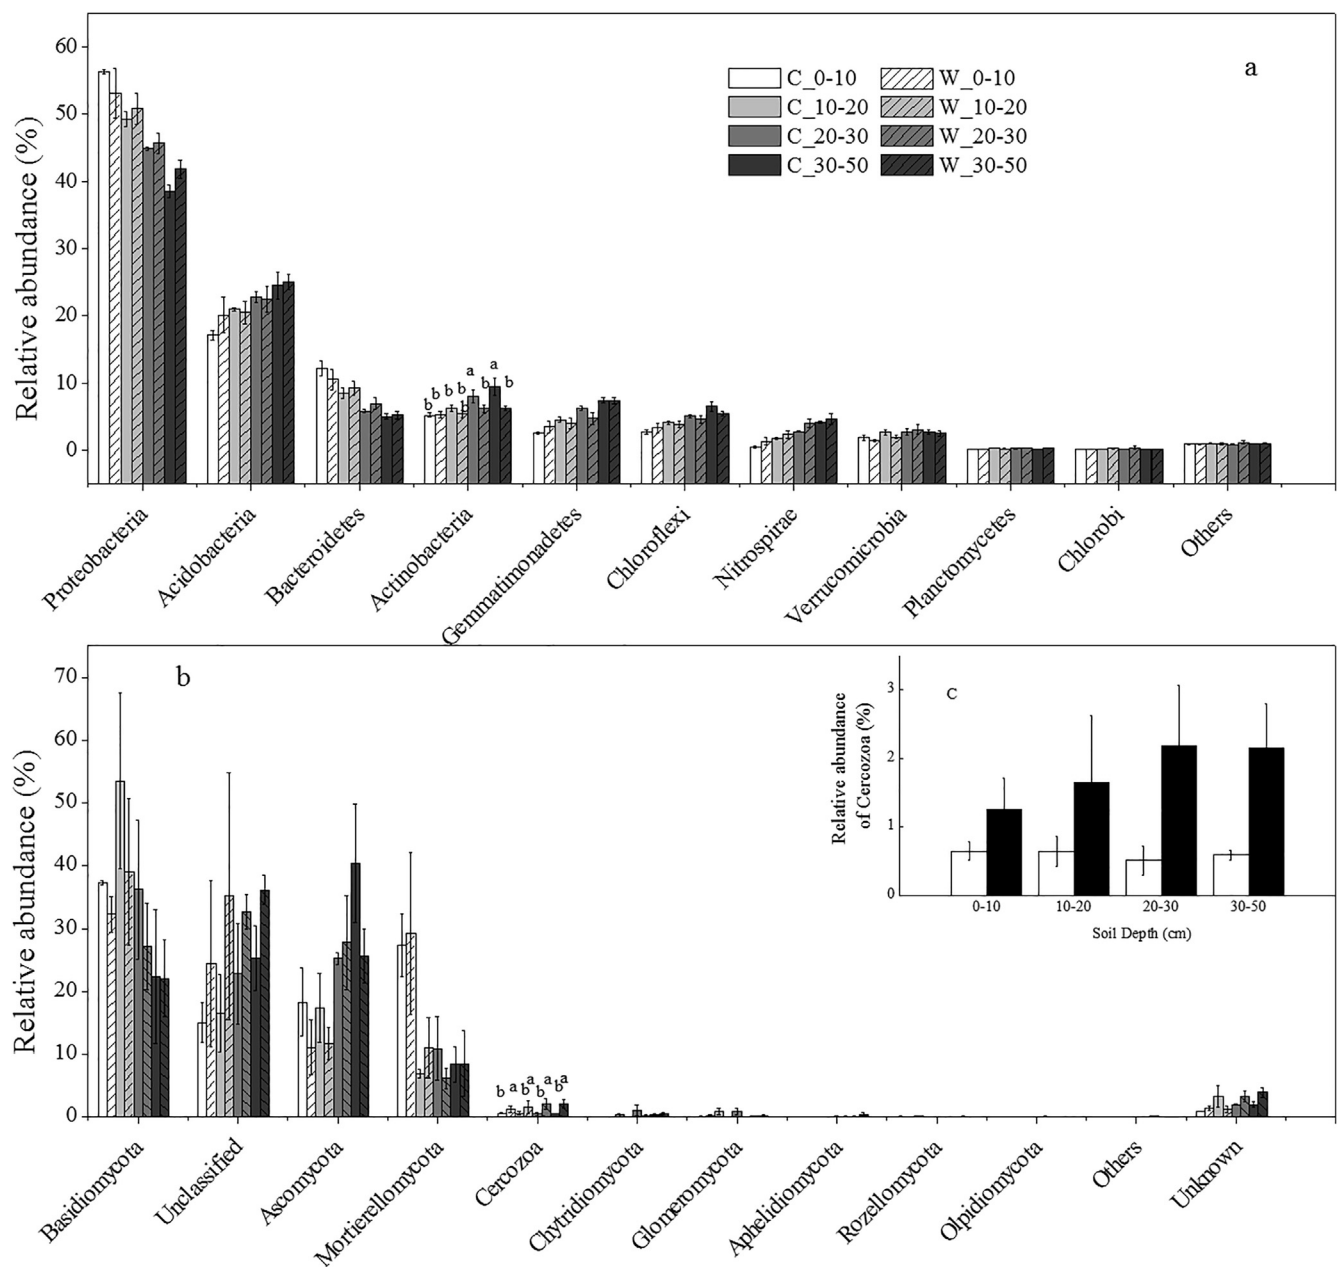 a
Relative abundance (%)
60
50
40
30
20
10
0
C_0-10 W_0-10
C_10-20 W_10-20
C_20-30 W_20-30
C_30-50 W_30-50
b b b b b a b a b
Proteobacteria
Acidobacteria
Bacteroidetes
Actinobacteria
Gemmatimonadetes
Chloroflexi
Nitrospirae
Verrucomicrobia
Planctomycetes
Chlorobi
Others
b
Relative abundance (%)
70
60
50
40
30
20
10
0
b a b a b a b a
Basidiomycota
Unclassified
Ascomycota
Mortierellomycota
Cercozoa
Chytridiomycota
Glomeromycota
Aphelidiomycota
Rozellomycota
Olpidiomycota
Others
Unknown
C
Relative abundance
of Cercozoa (%)
3
2
1
0
0-10 10-20 20-30 30-50
Soil Depth (cm)